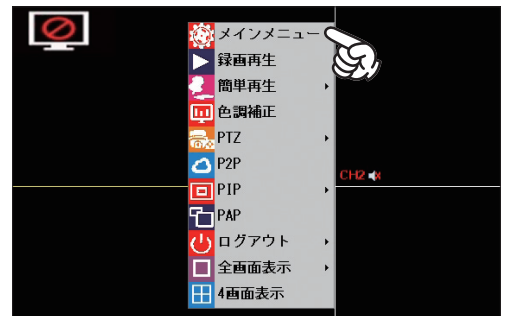 メインメニュー
録画再生
簡単再生
色調補正
PTZ
P2P
CH2
PIP
PAP
ログアウト
全画面表示
4画面表示